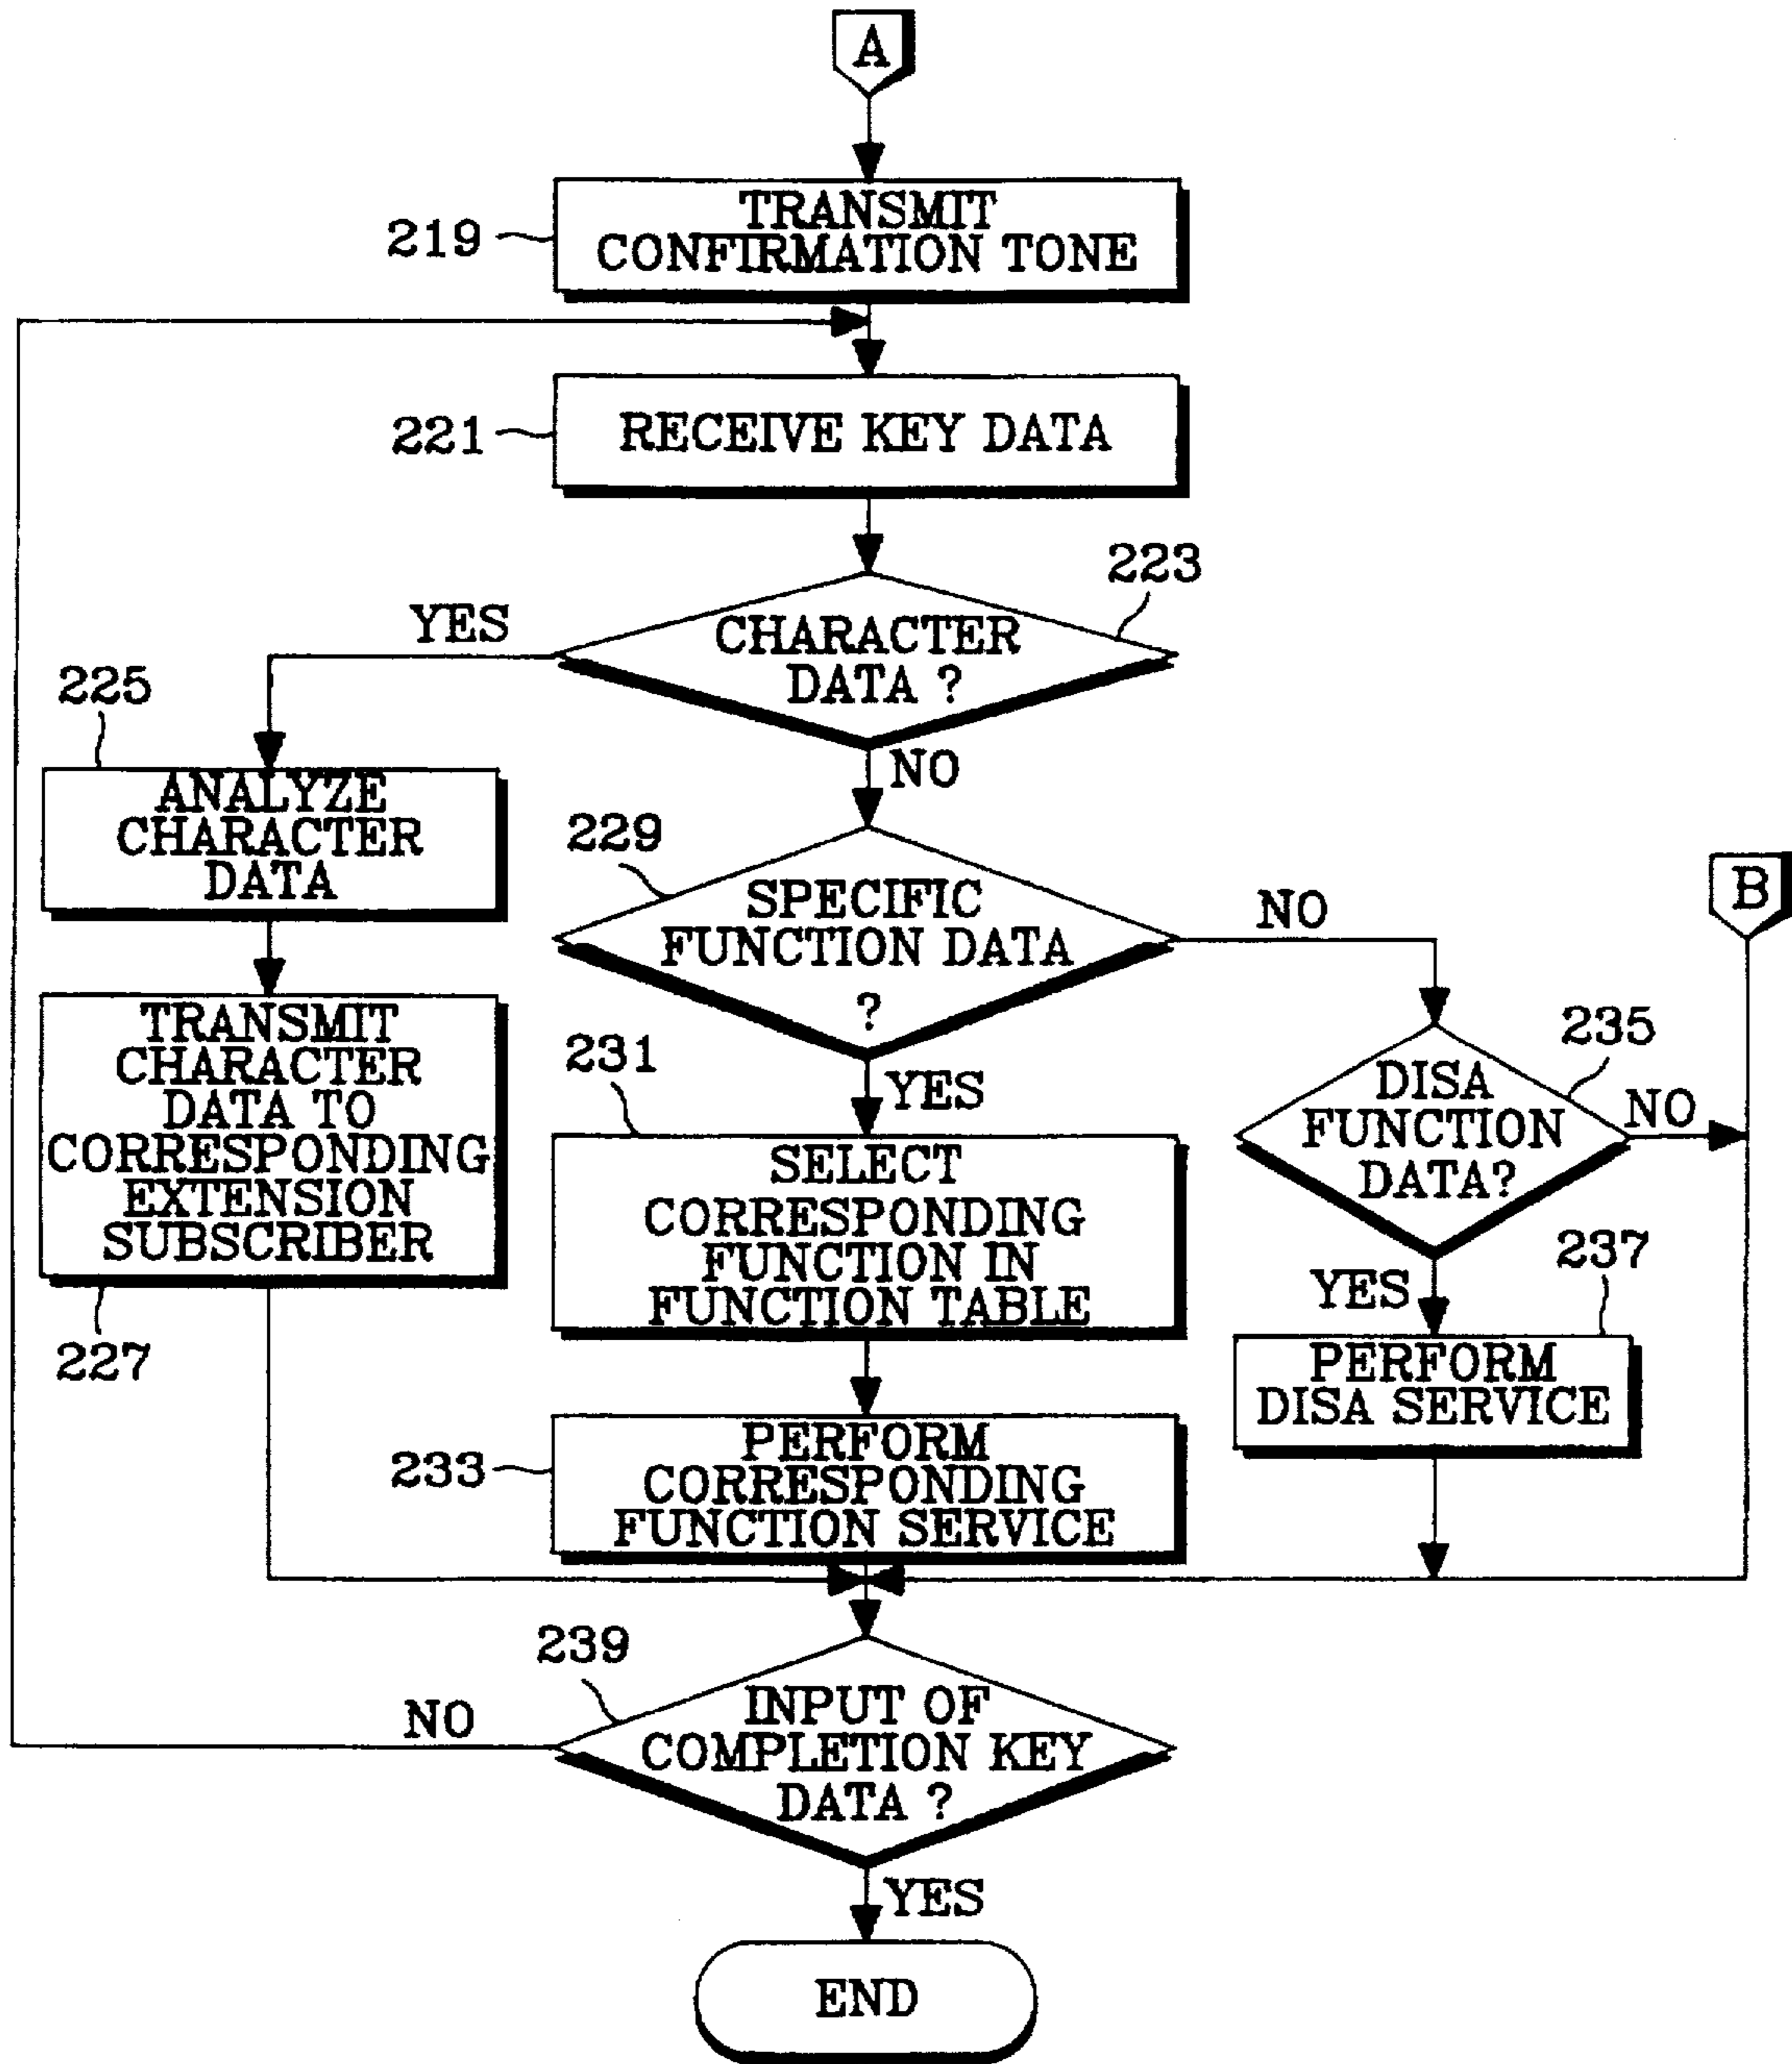 A
219
TRANSMIT
CONFIRMATION TONE
221
RECEIVE KEY DATA
223
YES
CHARACTER
DATA ?
225
NO
ANALYZE
CHARACTER
DATA
229
SPECIFIC
FUNCTION DATA
?
NO
B
TRANSMIT
CHARACTER
DATA TO
CORRESPONDING
EXTENSION
SUBSCRIBER
227
231
YES
SELECT
CORRESPONDING
FUNCTION IN
FUNCTION TABLE
235
DISA
FUNCTION
DATA?
NO
YES
237
PERFORM
DISA SERVICE
233
PERFORM
CORRESPONDING
FUNCTION SERVICE
239
NO
INPUT OF
COMPLETION KEY
DATA ?
YES
END